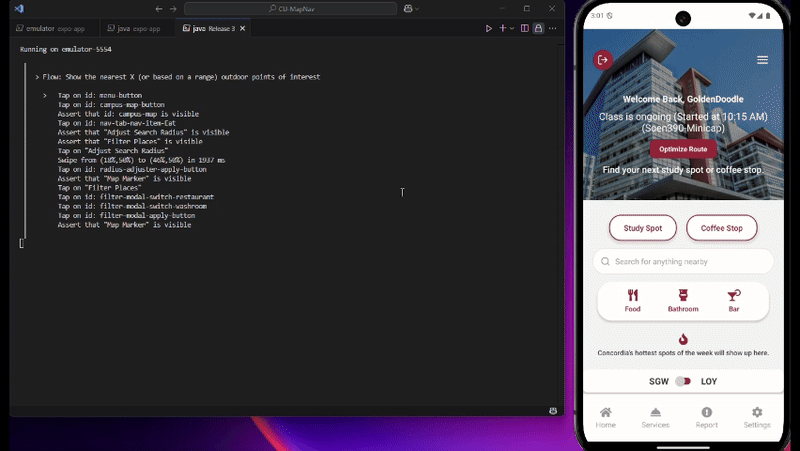 CU-MapNav
emulator expo app
java expo app
java Release 3
Running on emulator-5554
> Flow: Show the nearest X (or based on a range) outdoor points of interest
> Tap on id: menu-button
Tap on id: campus-map-button
Assert that id: campus-map is visible
Tap on id: nav-tab-nav-item-Eat
Assert that "Adjust Search Radius" is visible
Assert that "Filter Places" is visible
Tap on "Adjust Search Radius"
Swipe from (18%,50%) to (46%,50%) in 1937 ms
Tap on id: radius-adjuster-apply-button
Assert that "Map Marker" is visible
Tap on "Filter Places"
Tap on id: filter-modal-switch-restaurant
Tap on id: filter-modal-switch-washroom
Tap on id: filter-modal-apply-button
Assert that "Map Marker" is visible
3:01
Welcome Back, GoldenDoodle
Class is ongoing (Started at 10:15 AM)
(Soen390-Minicap)
Optimize Route
Find your next study spot or coffee stop.
Study Spot
Coffee Stop
Search for anything nearby
Food
Bathroom
Bar
Concordia's hottest spots of the week will show up here.
SGW
LOY
Home
Services
Report
Settings